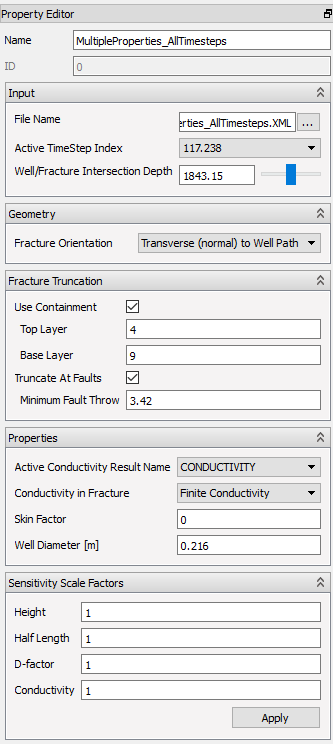 Property Editor
Name MultipleProperties_AllTimesteps
ID 0
Input
File Name erties_AllTimesteps.XML ...
Active TimeStep Index 117.238
Well/Fracture Intersection Depth 1843.15
Geometry
Fracture Orientation Transverse (normal) to Well Path
Fracture Truncation
Use Containment
Top Layer 4
Base Layer 9
Truncate At Faults
Minimum Fault Throw 3.42
Properties
Active Conductivity Result Name CONDUCTIVITY
Conductivity in Fracture Finite Conductivity
Skin Factor 0
Well Diameter [m] 0.216
Sensitivity Scale Factors
Height 1
Half Length 1
D-factor 1
Conductivity 1
Apply